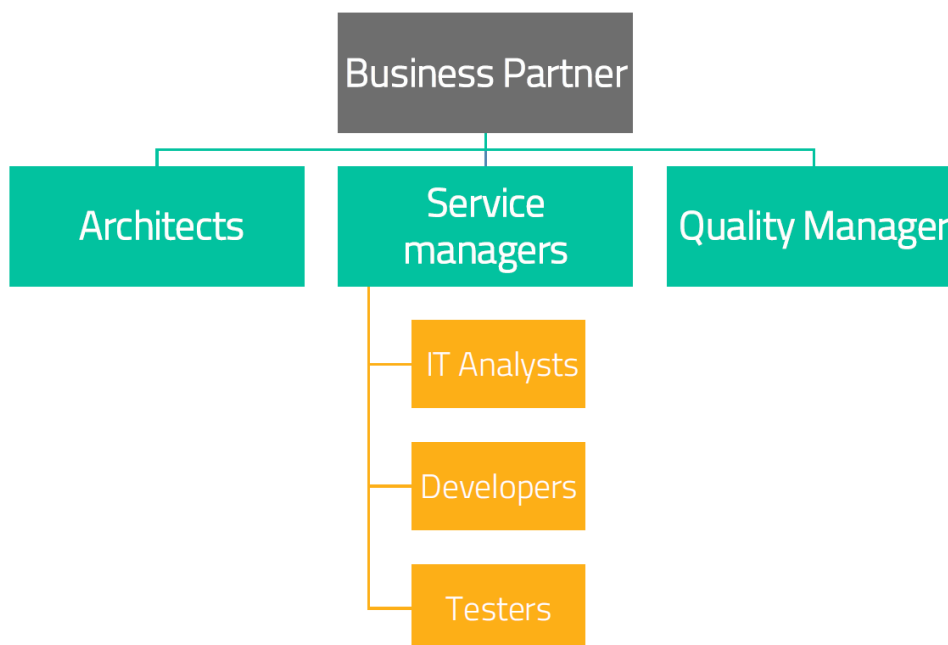 Business Partner
Architects
Service
managers
Quality Manager
IT Analysts
Developers
Testers